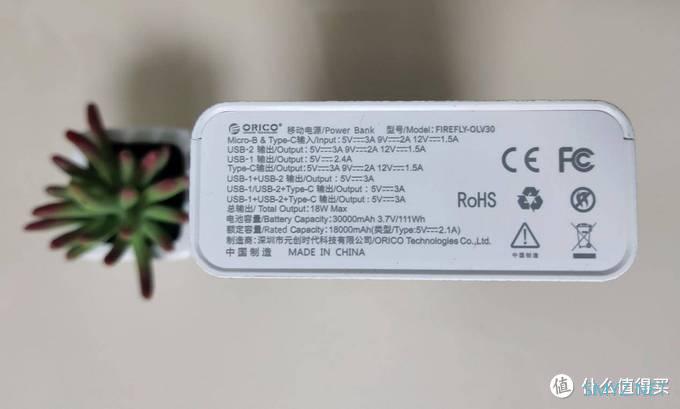 ORICO 移动电源/Power Bank 型号/Model: FIREFLY-OLV30
Micro-B & Type-C输入/Input: 5V⎓3A 9V⎓2A 12V⎓1.5A
USB-2 输出/Output: 5V⎓3A 9V⎓2A 12V⎓1.5A
USB-1 输出/Output: 5V⎓2.4A
Type-C输出/Output: 5V⎓3A 9V⎓2A 12V⎓1.5A
USB-1+USB-2 输出/Output : 5V⎓3A
USB-1/USB-2+Type-C 输出/Output : 5V⎓3A
USB-1+USB-2+Type-C 输出/Output : 5V⎓3A
总输出/ Total Output: 18W Max
电池容量/Battery Capacity: 30000mAh 3.7V/111Wh
额定容量/Rated Capacity: 18000mAh(类型/Type:5V⎓2.1A)
制造商:深圳市元创时代科技有限公司/ORICO Technologies Co.,Ltd.
中国制造 MADE IN CHINA
CE FC
RoHS
中国制造
值 什么值得买